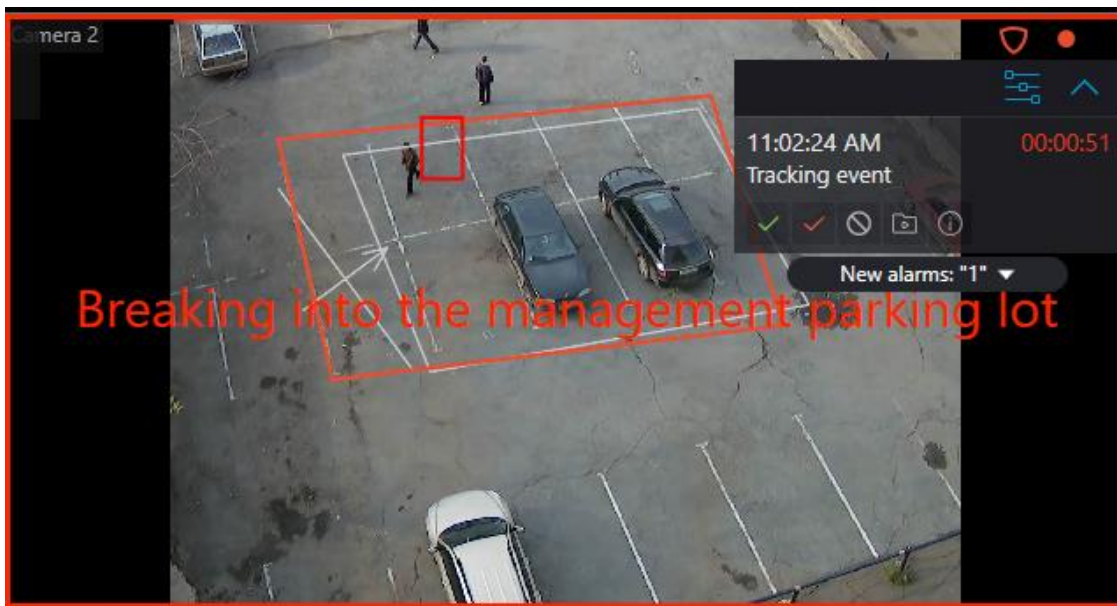 Camera 2
11:02:24 AM 00:00:51
Tracking event
New alarms: "1"
Breaking into the management parking lot